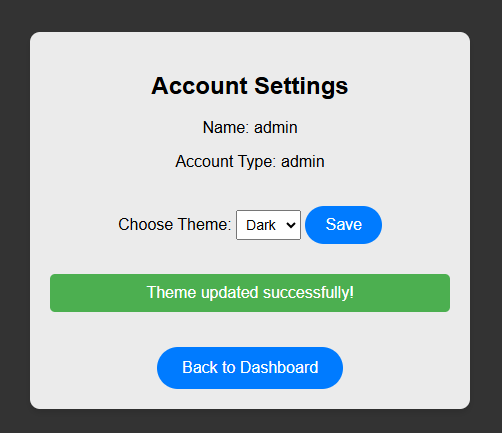 Account Settings
Name: admin
Account Type: admin
Choose Theme: Dark Save
Theme updated successfully!
Back to Dashboard